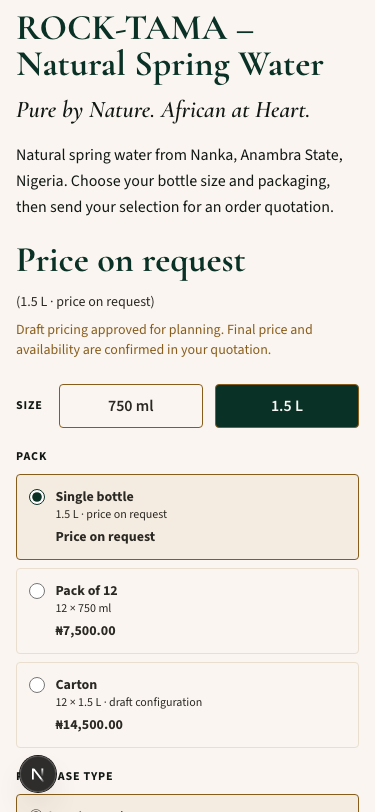 ROCK-TAMA –
Natural Spring Water
Pure by Nature. African at Heart.
Natural spring water from Nanka, Anambra State,
Nigeria. Choose your bottle size and packaging,
then send your selection for an order quotation.
Price on request
(1.5 L · price on request)
Draft pricing approved for planning. Final price and
availability are confirmed in your quotation.
SIZE
750 ml
1.5 L
PACK
Single bottle
1.5 L · price on request
Price on request
Pack of 12
12 × 750 ml
₦7,500.00
Carton
12 × 1.5 L · draft configuration
₦14,500.00
N
TYPE